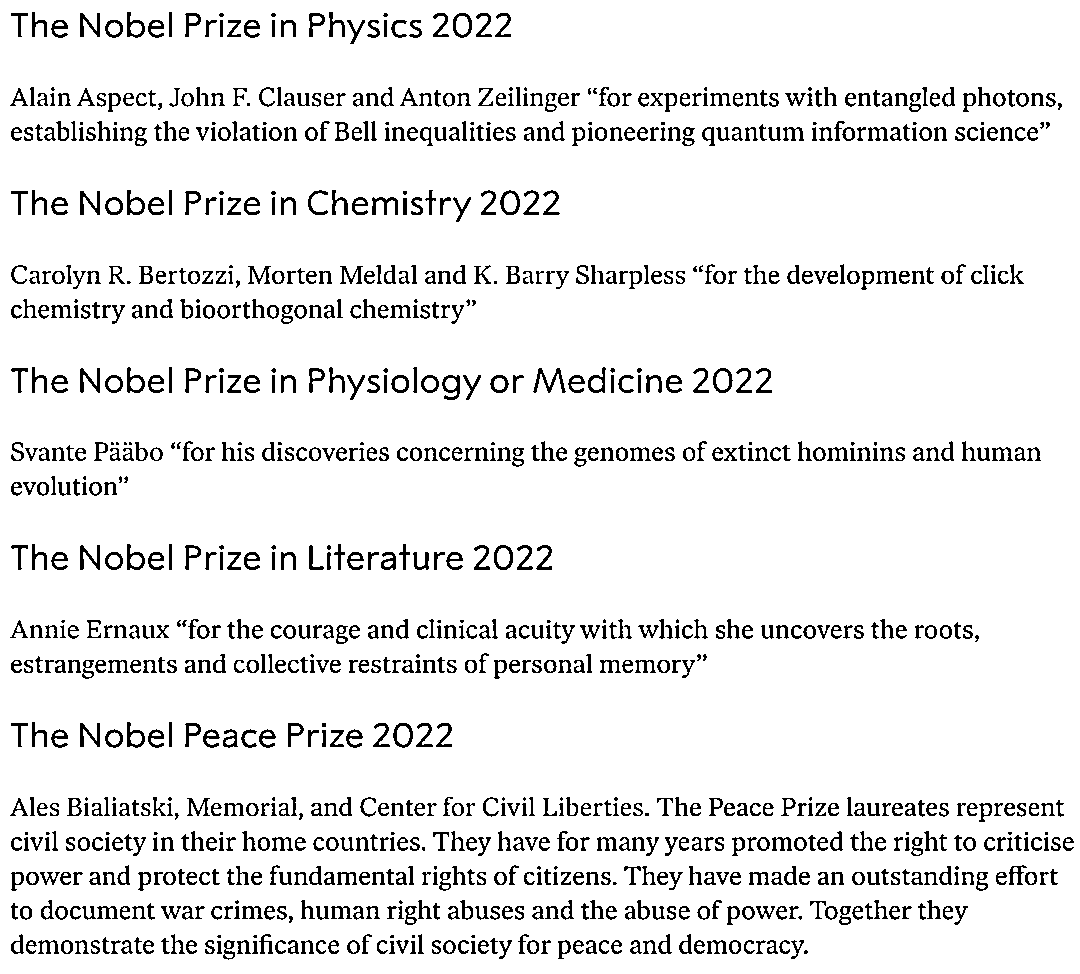 The Nobel Prize in Physics 2022
Alain Aspect, John F. Clauser and Anton Zeilinger “for experiments with entangled photons,
establishing the violation of Bell inequalities and pioneering quantum information science”
The Nobel Prize in Chemistry 2022
Carolyn R. Bertozzi, Morten Meldal and K. Barry Sharpless “for the development of click
chemistry and bioorthogonal chemistry”
The Nobel Prize in Physiology or Medicine 2022
Svante Pääbo “for his discoveries concerning the genomes of extinct hominins and human
evolution”
The Nobel Prize in Literature 2022
Annie Ernaux “for the courage and clinical acuity with which she uncovers the roots,
estrangements and collective restraints of personal memory”
The Nobel Peace Prize 2022
Ales Bialiatski, Memorial, and Center for Civil Liberties. The Peace Prize laureates represent
civil society in their home countries. They have for many years promoted the right to criticise
power and protect the fundamental rights of citizens. They have made an outstanding effort
to document war crimes, human right abuses and the abuse of power. Together they
demonstrate the significance of civil society for peace and democracy.